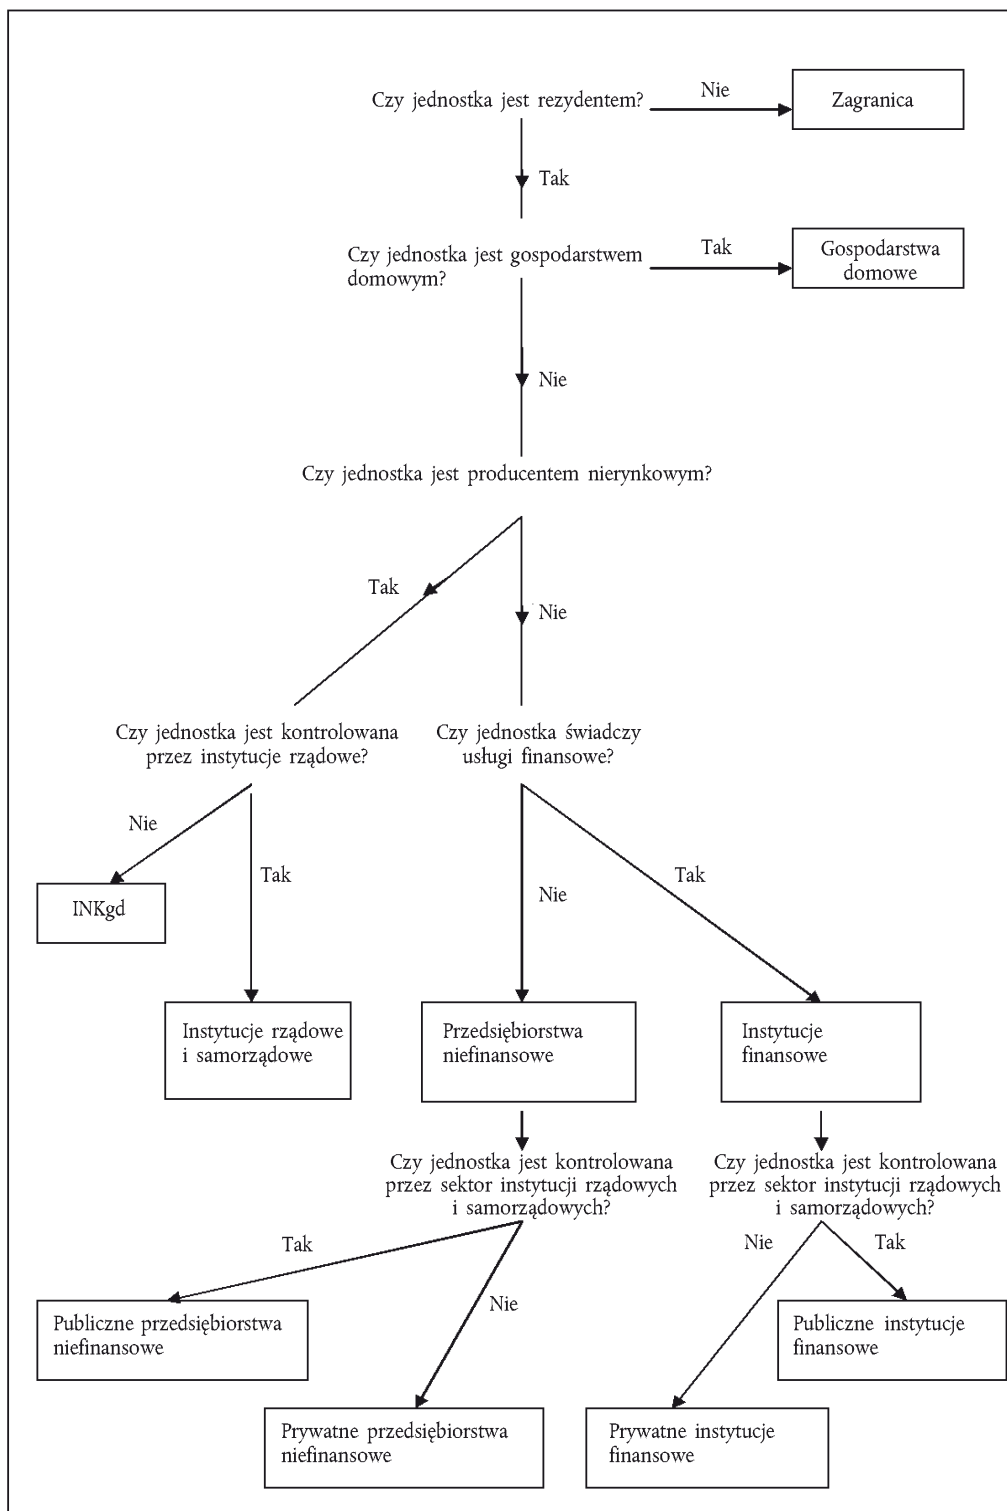 Czy jednostka jest rezydentem?
Nie
Zagranica
Tak
Czy jednostka jest gospodarstwem
domowym?
Tak
Gospodarstwa
domowe
Nie
Czy jednostka jest producentem nierynkowym?
Tak
Nie
Czy jednostka jest kontrolowana
przez instytucje rządowe?
Czy jednostka świadczy
usługi finansowe?
Nie
Tak
Nie
Tak
INKgd
Instytucje rządowe
i samorządowe
Przedsiębiorstwa
niefinansowe
Instytucje
finansowe
Czy jednostka jest kontrolowana
przez sektor instytucji rządowych
i samorządowych?
Czy jednostka jest kontrolowana
przez sektor instytucji rządowych
i samorządowych?
Tak
Nie
Nie
Tak
Publiczne przedsiębiorstwa
niefinansowe
Publiczne instytucje
finansowe
Prywatne przedsiębiorstwa
niefinansowe
Prywatne instytucje
finansowe